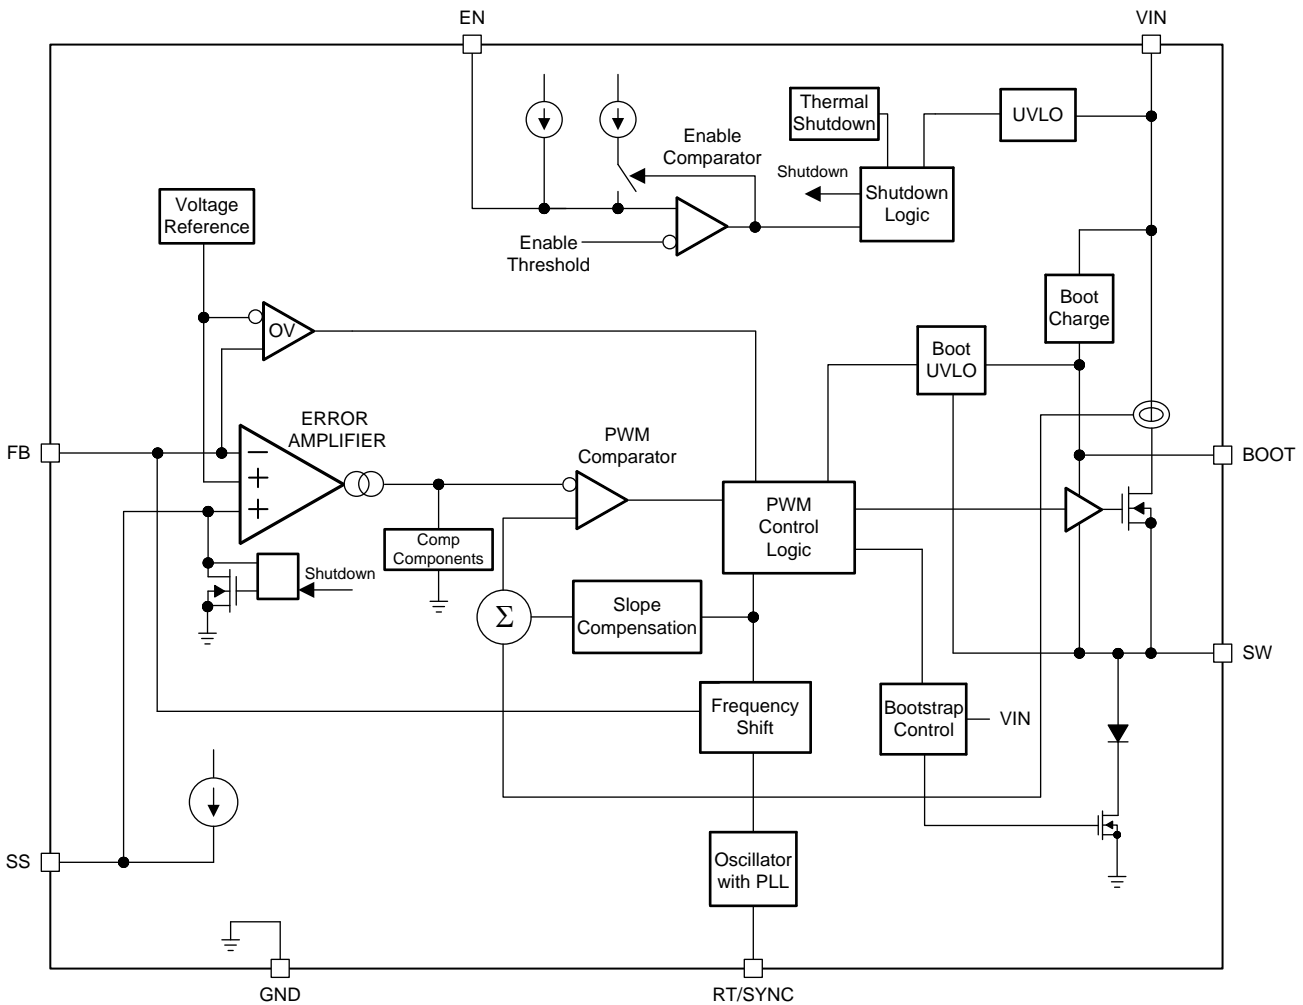 EN
VIN
Thermal
Shutdown
UVLO
Enable
Comparator
Shutdown
Shutdown
Logic
Voltage
Reference
Enable
Threshold
Boot
Charge
OV
Boot
UVLO
ERROR
AMPLIFIER
PWM
Comparator
FB
−
+
+
BOOT
PWM
Control
Logic
Comp
Components
Shutdown
Σ
Slope
Compensation
SW
Frequency
Shift
Bootstrap
Control
VIN
SS
Oscillator
with PLL
GND
RT/SYNC